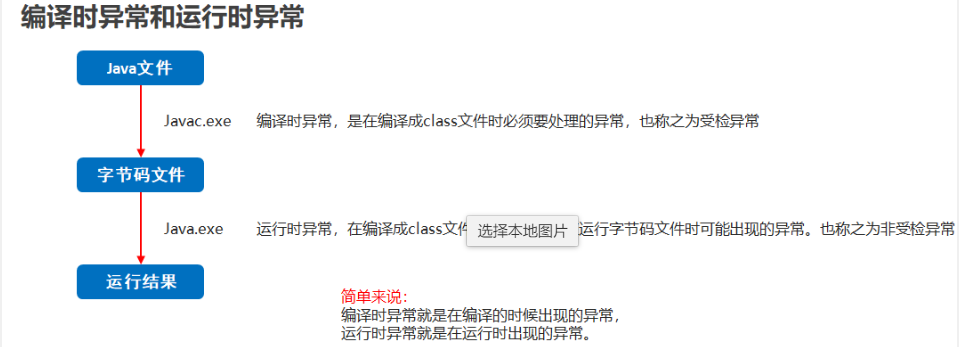 编译时异常和运行时异常
Java文件
Javac.exe 编译时异常，是在编译成class文件时必须要处理的异常，也称之为受检异常
字节码文件
Java.exe 运行时异常，在编译成class文件 选择本地图片 运行字节码文件时可能出现的异常。也称之为非受检异常
运行结果
简单来说：
编译时异常就是在编译的时候出现的异常，
运行时异常就是在运行时出现的异常。